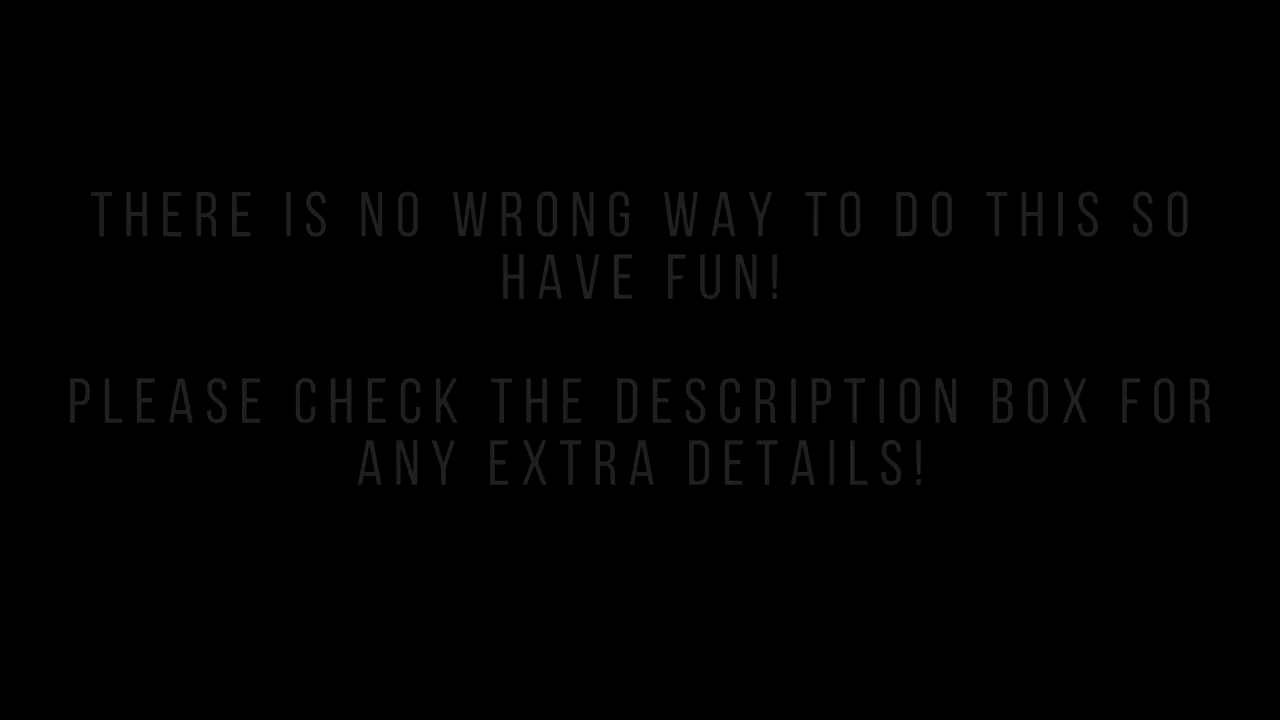 THERE IS NO WRONG WAY TO DO THIS SO
HAVE FUN!
PLEASE CHECK THE DESCRIPTION BOX FOR
ANY EXTRA DETAILS!